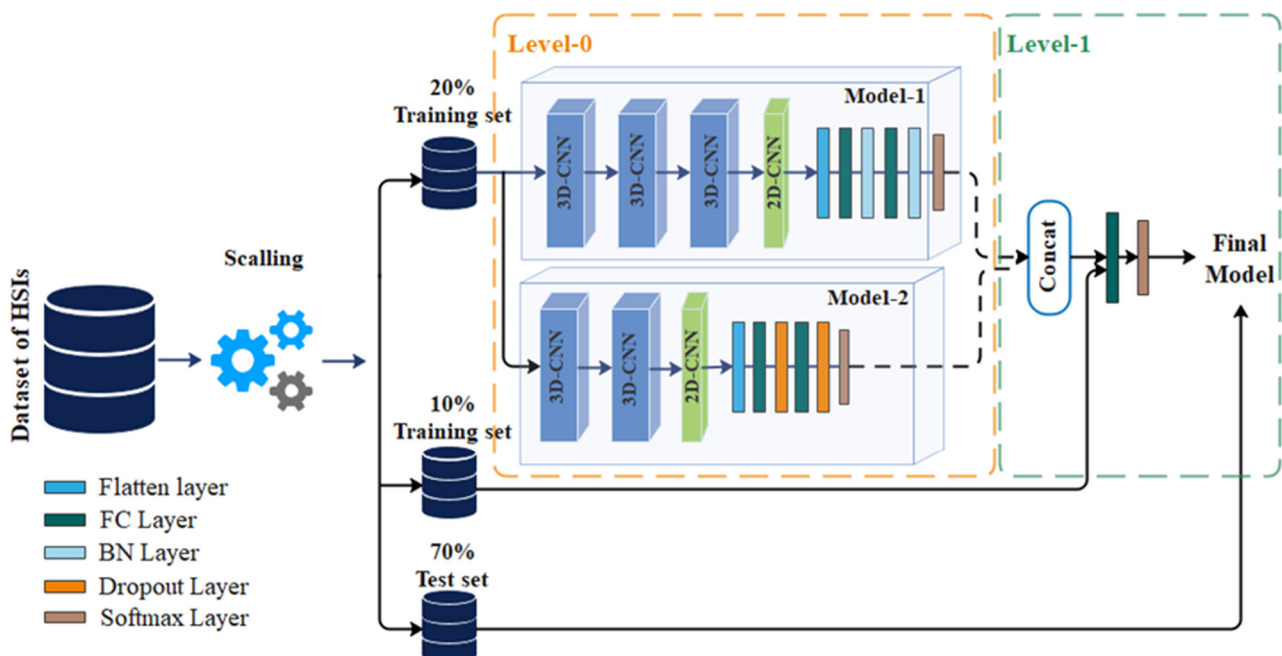 Level-0
Level-1
20%
Training set
Model-1
3D-CNN
3D-CNN
3D-CNN
2D-CNN
Scalling
Dataset of HSIs
Concat
Final
Model
Model-2
3D-CNN
3D-CNN
2D-CNN
10%
Training set
Flatten layer
FC Layer
BN Layer
Dropout Layer
Softmax Layer
70%
Test set